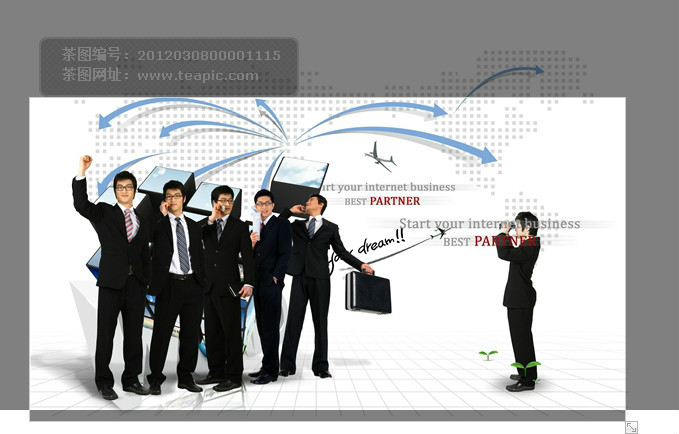 茶图编号：2012030800001115
茶图网址：www.teapic.com
art your internet business
BEST PARTNER
Start your internet business
BEST PARTNER
your dream!!